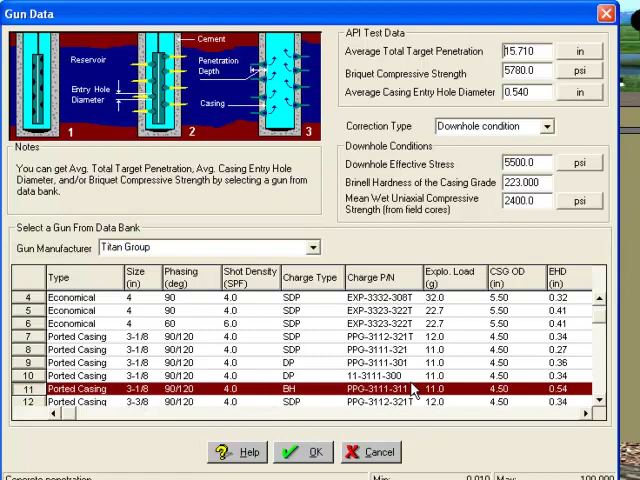 Gun Data
Cement
Reservoir
Penetration
Depth
Entry Hole
Diameter
Casing
1
2
3
Notes
You can get Avg. Total Target Penetration, Avg. Casing Entry Hole
Diameter, and/or Briquet Compressive Strength by selecting a gun from
data bank.
API Test Data
Average Total Target Penetration 15.710 in
Briquet Compressive Strength 5780.0 psi
Average Casing Entry Hole Diameter 0.540 in
Correction Type Downhole condition
Downhole Conditions
Downhole Effective Stress 5500.0 psi
Brinell Hardness of the Casing Grade 223.000
Mean Wet Uniaxial Compressive
Strength (from field cores) 2400.0 psi
Select a Gun From Data Bank
Gun Manufacturer Titan Group
Type Size (in) Phasing (deg) Shot Density (SPF) Charge Type Charge P/N Explo. Load (g) CSG OD (in) EHD (in)
4 Economical 4 90 4.0 SDP EXP-3332-308T 32.0 5.50 0.32
5 Economical 4 90 4.0 SDP EXP-3323-322T 22.7 5.50 0.41
6 Economical 4 60 6.0 SDP EXP-3323-322T 22.7 5.50 0.41
7 Ported Casing 3-1/8 90/120 4.0 SDP PPG-3112-321T 12.0 4.50 0.34
8 Ported Casing 3-1/8 90/120 4.0 SDP PPG-3111-321 11.0 4.50 0.27
9 Ported Casing 3-1/8 90/120 4.0 DP PPG-3111-301 11.0 4.50 0.36
10 Ported Casing 3-1/8 90/120 4.0 DP 11-3111-300 11.0 4.50 0.34
11 Ported Casing 3-1/8 90/120 4.0 BH PPG-3111-311 11.0 4.50 0.54
12 Ported Casing 3-3/8 90/120 4.0 SDP PPG-3112-321T 12.0 4.50 0.34
Help OK Cancel
Concrete penetration Min: 0.010 Max: 100.000